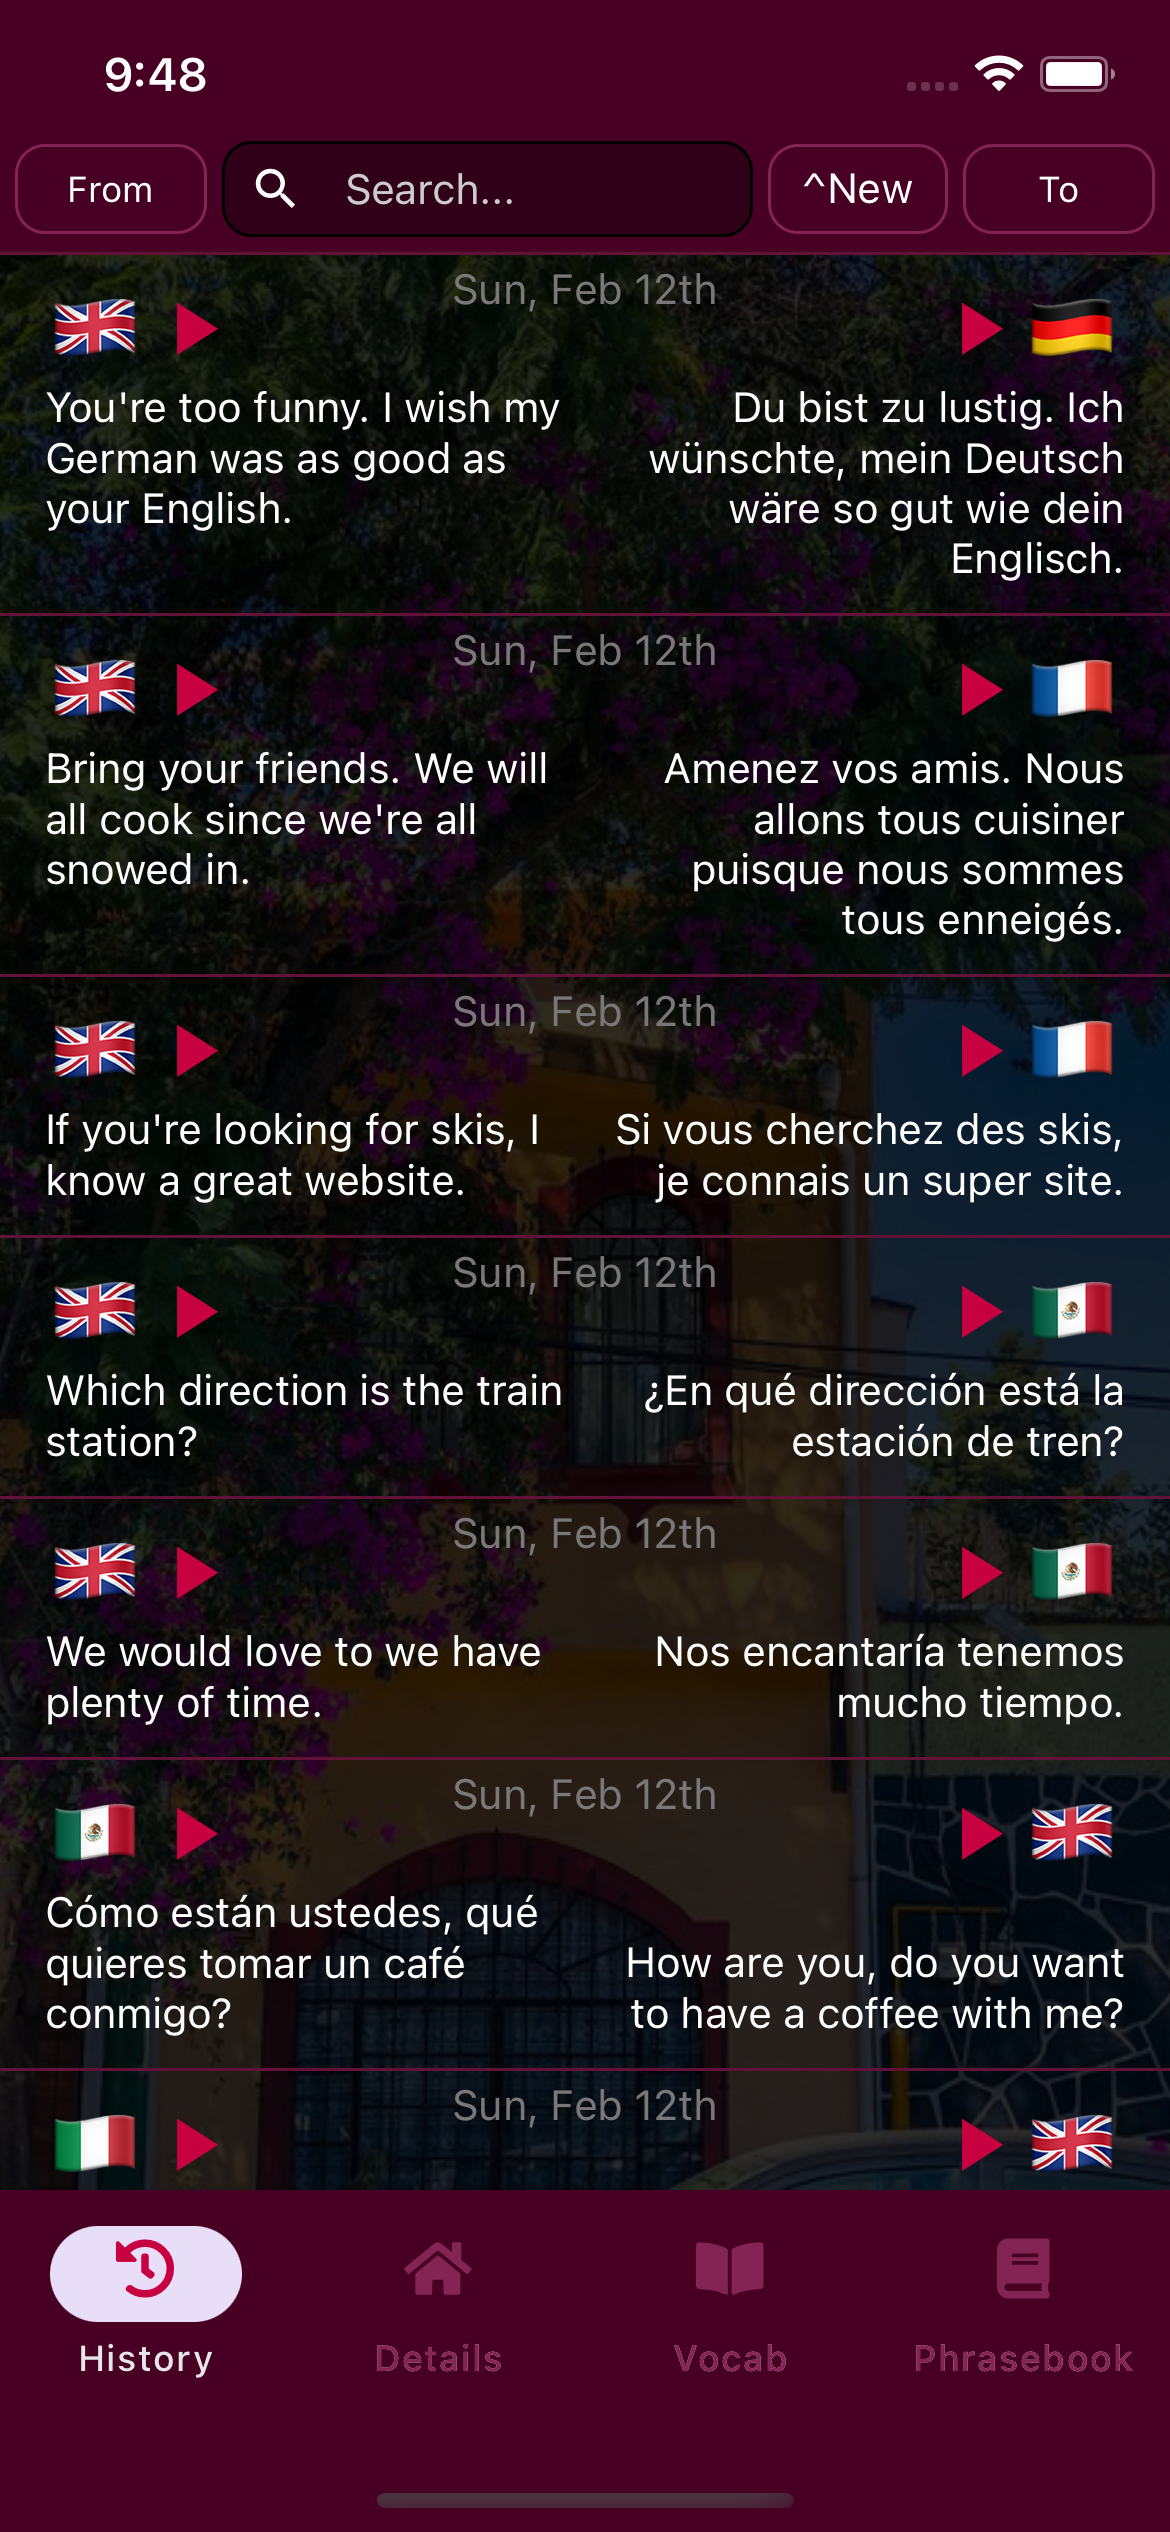 9:48
From
Search...
^New
To
Sun, Feb 12th
You're too funny. I wish my
German was as good as
your English.
Du bist zu lustig. Ich
wünschte, mein Deutsch
wäre so gut wie dein
Englisch.
Sun, Feb 12th
Bring your friends. We will
all cook since we're all
snowed in.
Amenez vos amis. Nous
allons tous cuisiner
puisque nous sommes
tous enneigés.
Sun, Feb 12th
If you're looking for skis, I
know a great website.
Si vous cherchez des skis,
je connais un super site.
Sun, Feb 12th
Which direction is the train
station?
¿En qué dirección está la
estación de tren?
Sun, Feb 12th
We would love to we have
plenty of time.
Nos encantaría tenemos
mucho tiempo.
Sun, Feb 12th
Cómo están ustedes, qué
quieres tomar un café
conmigo?
How are you, do you want
to have a coffee with me?
Sun, Feb 12th
History
Details
Vocab
Phrasebook